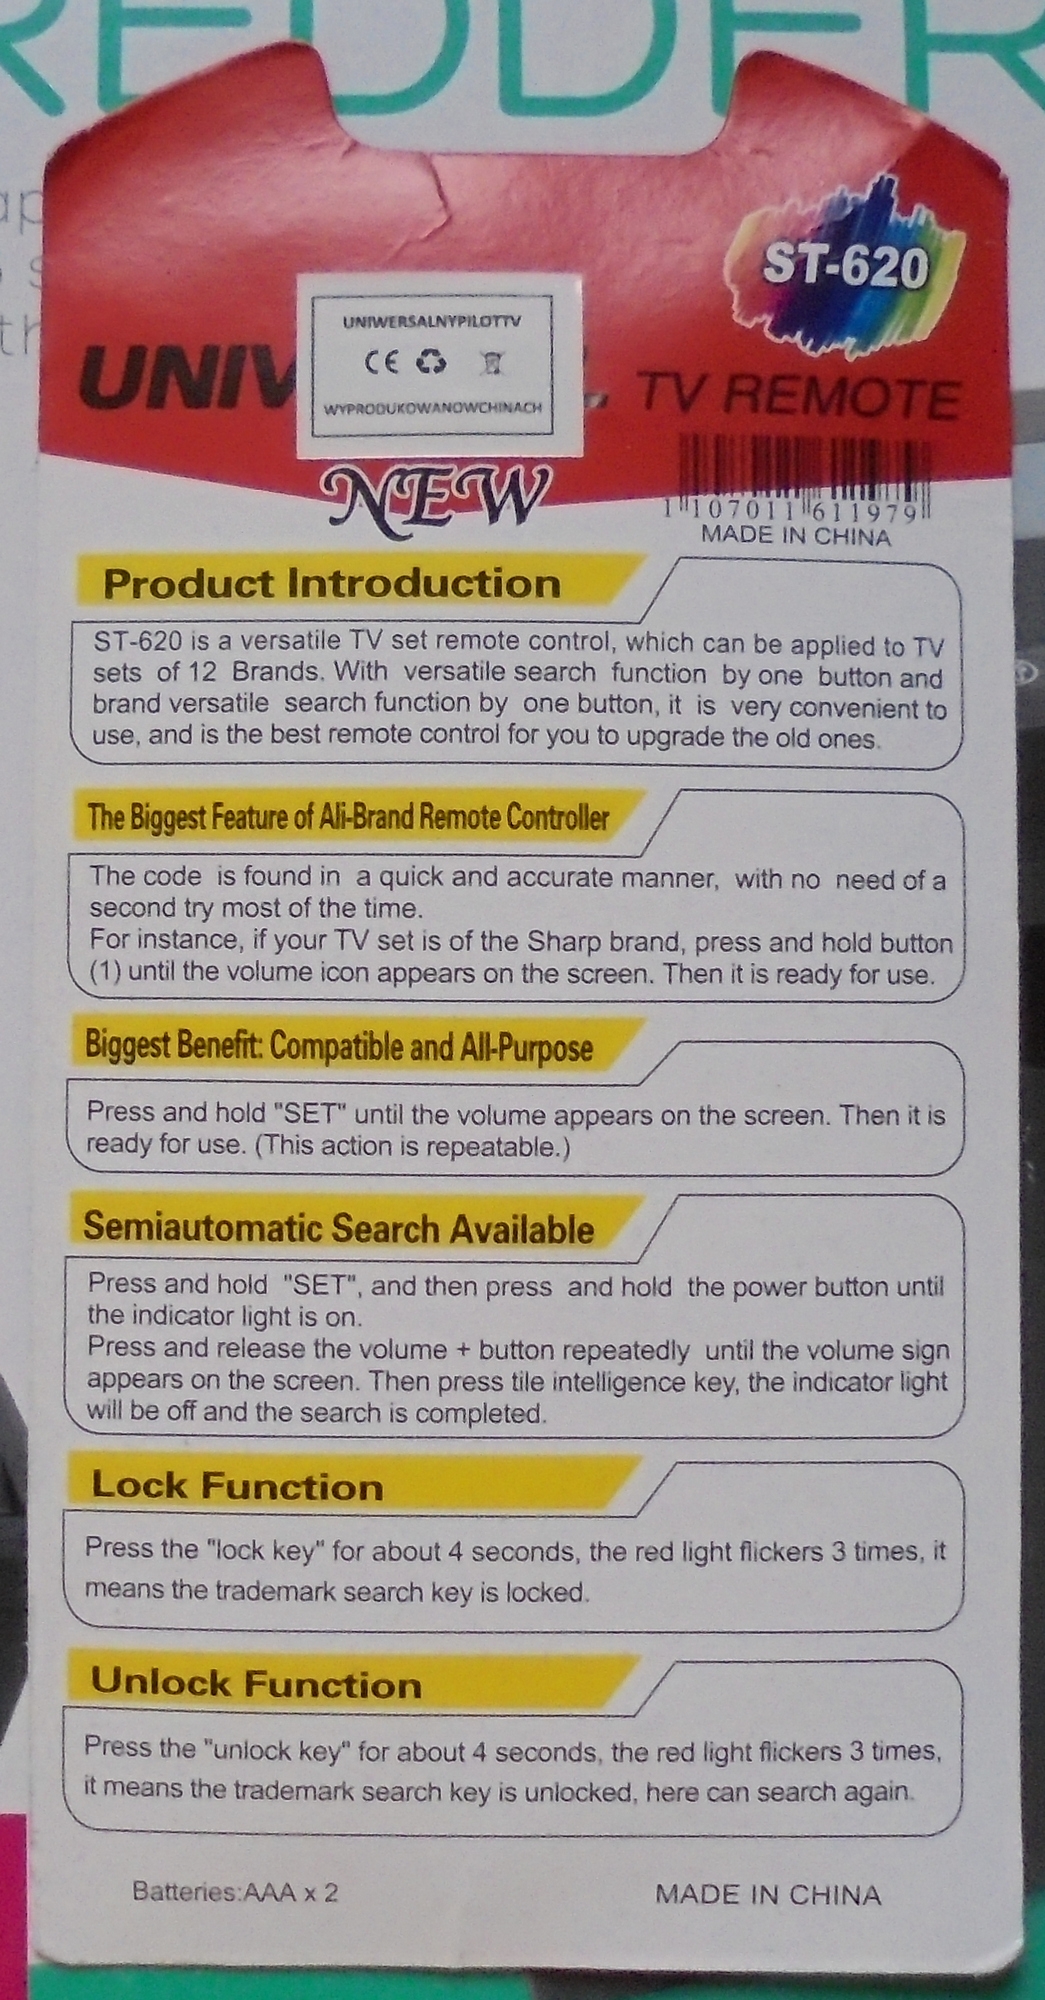 REDDER
ap
s
th
ST-620
UNIWERSALNYPILOTTV
CE
WYPRODUKOWANOWCHINACH
UNIV L TV REMOTE
NEW
1 107011 611979
MADE IN CHINA
Product Introduction
ST-620 is a versatile TV set remote control, which can be applied to TV
sets of 12 Brands. With versatile search function by one button and
brand versatile search function by one button, it is very convenient to
use, and is the best remote control for you to upgrade the old ones.
The Biggest Feature of Ali-Brand Remote Controller
The code is found in a quick and accurate manner, with no need of a
second try most of the time.
For instance, if your TV set is of the Sharp brand, press and hold button
(1) until the volume icon appears on the screen. Then it is ready for use.
Biggest Benefit: Compatible and All-Purpose
Press and hold "SET" until the volume appears on the screen. Then it is
ready for use. (This action is repeatable.)
Semiautomatic Search Available
Press and hold "SET", and then press and hold the power button until
the indicator light is on.
Press and release the volume + button repeatedly until the volume sign
appears on the screen. Then press tile intelligence key, the indicator light
will be off and the search is completed.
Lock Function
Press the "lock key" for about 4 seconds, the red light flickers 3 times, it
means the trademark search key is locked.
Unlock Function
Press the "unlock key" for about 4 seconds, the red light flickers 3 times,
it means the trademark search key is unlocked, here can search again.
Batteries:AAA x 2
MADE IN CHINA